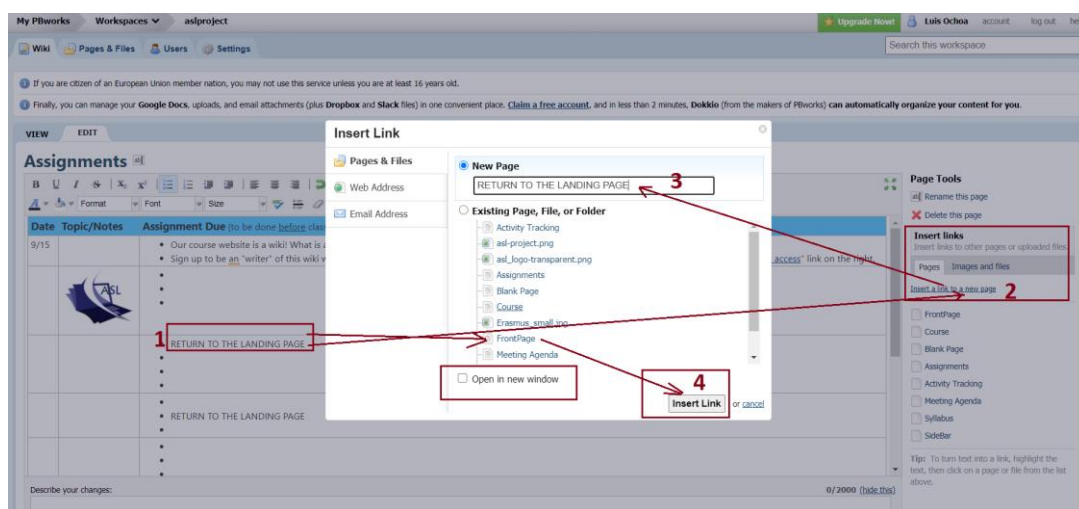 My PBworks Workspaces aslproject Upgrade Now! Luis Ochoa account log out he
Wiki Pages & Files Users Settings Search this workspace
If you are citizen of an European Union member nation, you may not use this service unless you are at least 16 years old.
Finally, you can manage your Google Docs, uploads, and email attachments (plus Dropbox and Slack files) in one convenient place. Claim a free account, and in less than 2 minutes, Dokkio (from the makers of PBworks) can automatically organize your content for you.
VIEW EDIT
Assignments
B U I S X₂ x²
A Format Font Size
Date Topic/Notes Assignment Due (to be done before clas
9/15
Our course website is a wiki! What is a
Sign up to be an "writer" of this wiki w
access" link on the right.
ASL
1 RETURN TO THE LANDING PAGE
RETURN TO THE LANDING PAGE
Describe your changes: 0/2000 (hide this)
Insert Link
Pages & Files
Web Address
Email Address
New Page
RETURN TO THE LANDING PAGE 3
Existing Page, File, or Folder
Activity Tracking
asl-project.png
asl_logo-transparent.png
Assignments
Blank Page
Course
Erasmus_small.jpg
FrontPage
Meeting Agenda
Open in new window
4
Insert Link or cancel
Page Tools
Rename this page
Delete this page
Insert links
Insert links to other pages or uploaded files.
Pages Images and files
Insert a link to a new page 2
FrontPage
Course
Blank Page
Assignments
Activity Tracking
Meeting Agenda
Syllabus
SideBar
Tip: To turn text into a link, highlight the
text, then click on a page or file from the list
above.